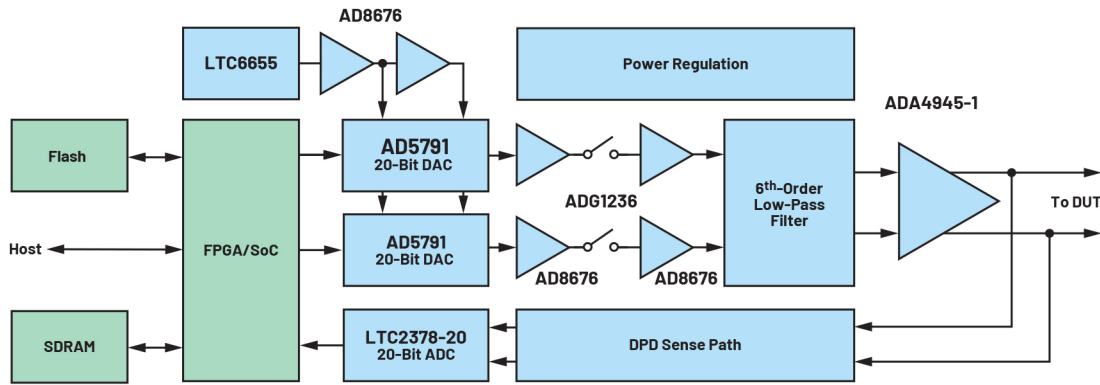 AD8676
LTC6655
Power Regulation
ADA4945-1
Flash
AD5791
20-Bit DAC
6th-Order
Low-Pass
Filter
ADG1236
To DUT
Host
FPGA/SoC
AD5791
20-Bit DAC
AD8676
AD8676
SDRAM
LTC2378-20
20-Bit ADC
DPD Sense Path